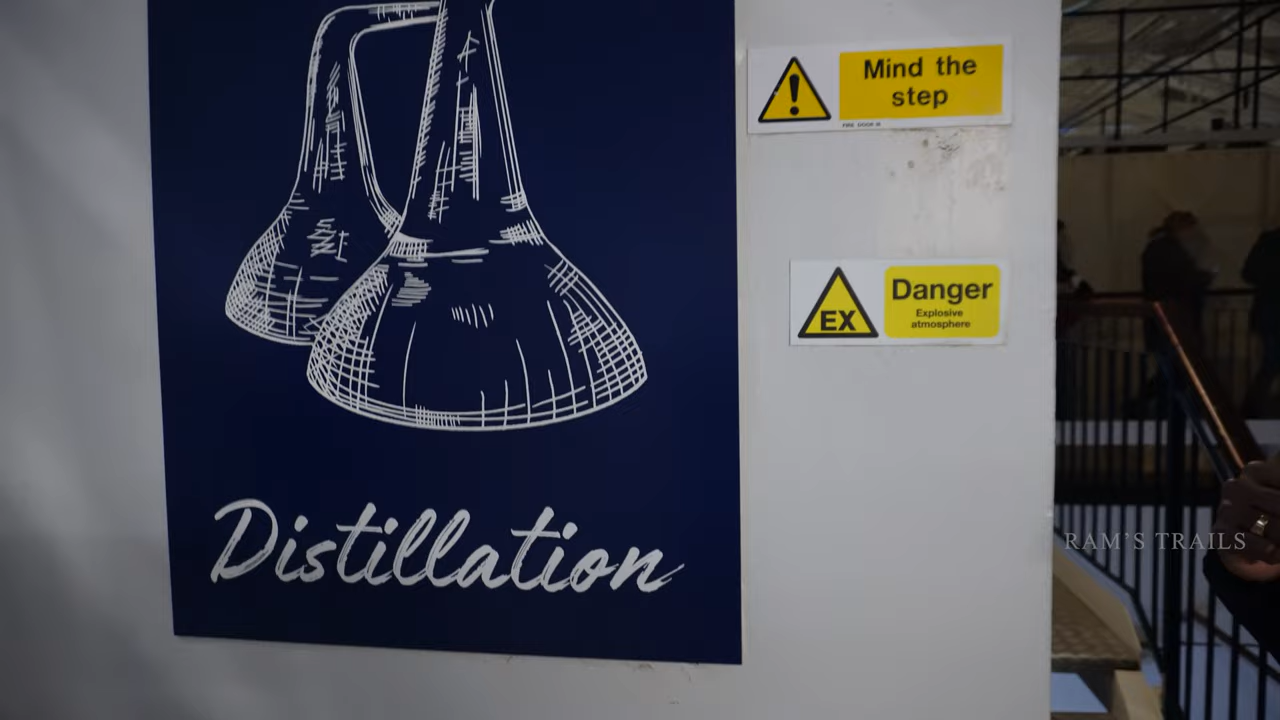 Mind the
step
EX
Danger
Explosive
atmosphere
Distillation
RAM'S TRAILS